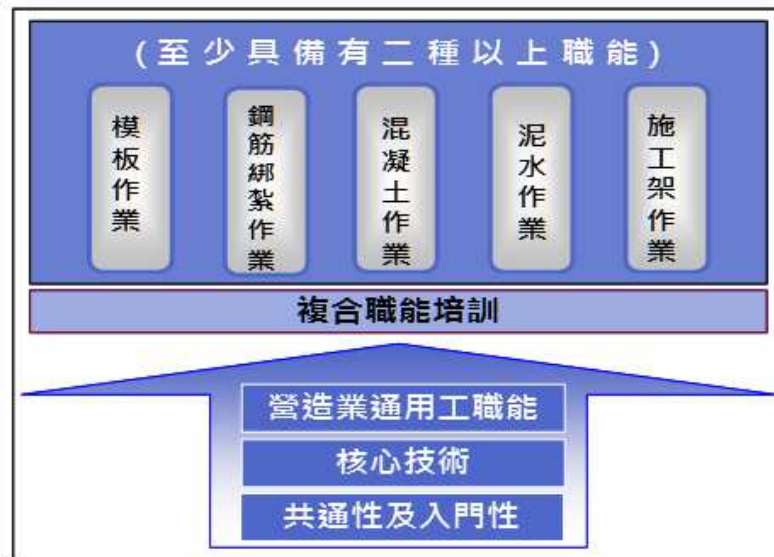 (至少具備有二種以上職能)
模板作業
鋼筋綁紮作業
混凝土作業
泥水作業
施工架作業
複合職能培訓
營造業通用工職能
核心技術
共通性及入門性